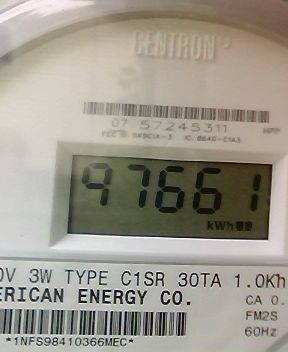 CENTRON
07 57245311 HPP
97661
kWh
0V 3W TYPE C1SR 30TA 1.0Kh
ERICAN ENERGY CO.
CA 0.
FM2S
60Hz
*1NFS98410366MEC*